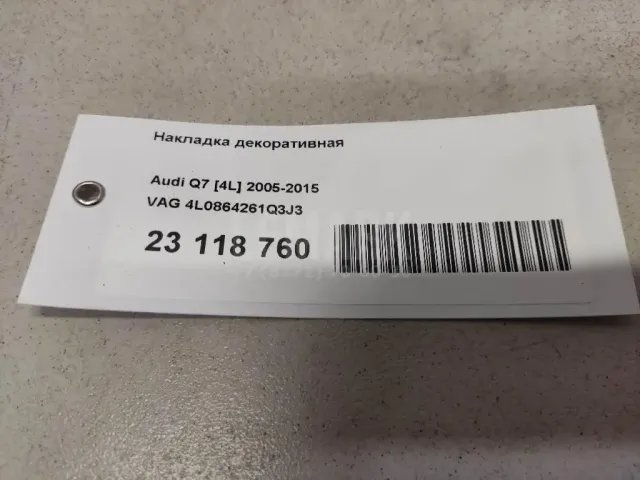 Накладка декоративная
Audi Q7 [4L] 2005-2015
VAG 4L0864261Q3J3
23 118 760